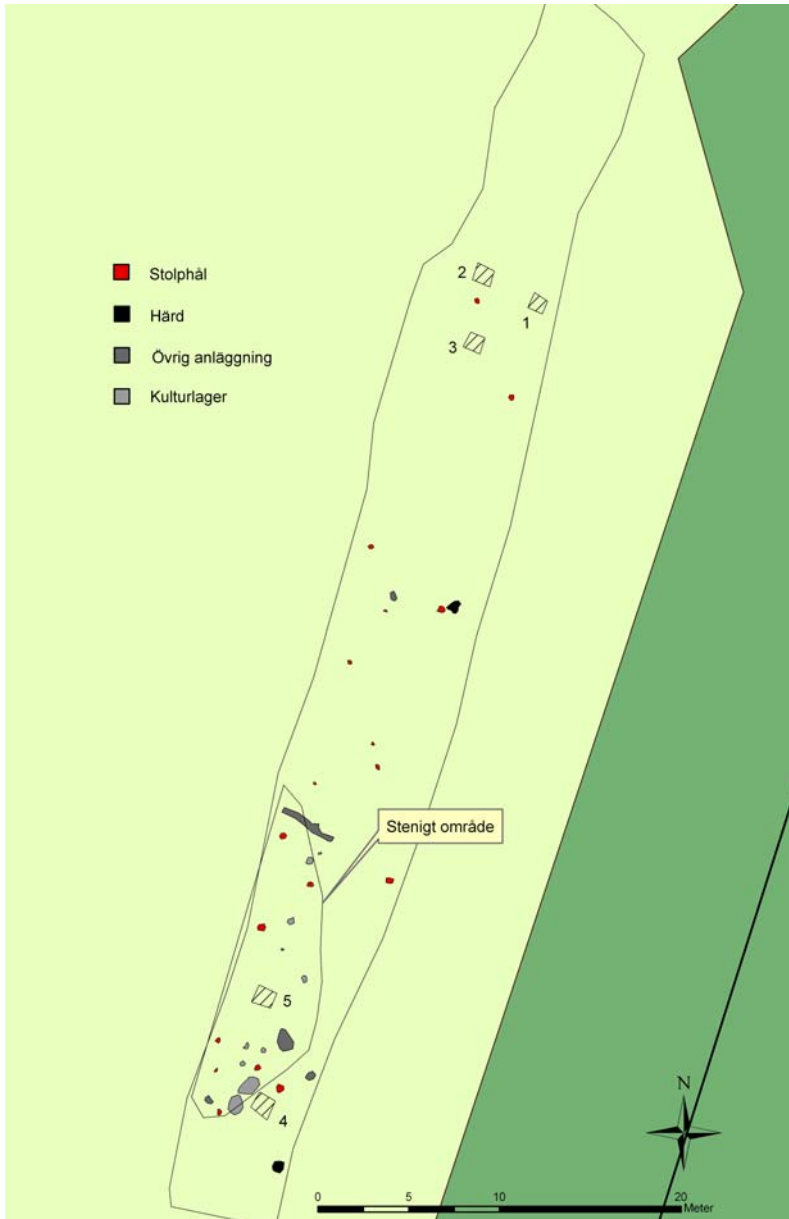 2
1
3
Stolphål
Härd
Övrig anläggning
Kulturlager
Stenigt område
5
4
N
0 5 10 20
Meter